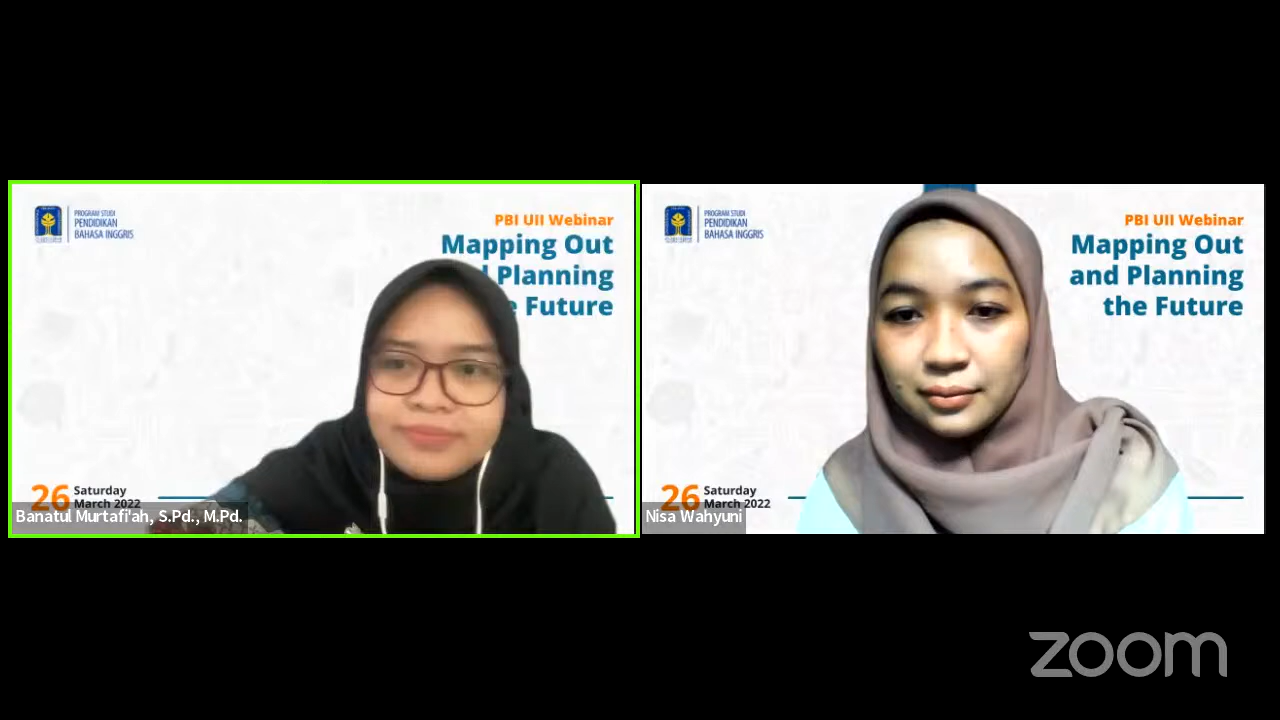 PROGRAM STUDI
PENDIDIKAN
BAHASA INGGRIS
PBI UII Webinar
Mapping Out
Planning
Future
26 Saturday
March 2022
Banatul Murtafi'ah, S.Pd., M.Pd.
PROGRAM STUDI
PENDIDIKAN
BAHASA INGGRIS
PBI UII Webinar
Mapping Out
and Planning
the Future
26 Saturday
March 2022
Nisa Wahyuni
zoom